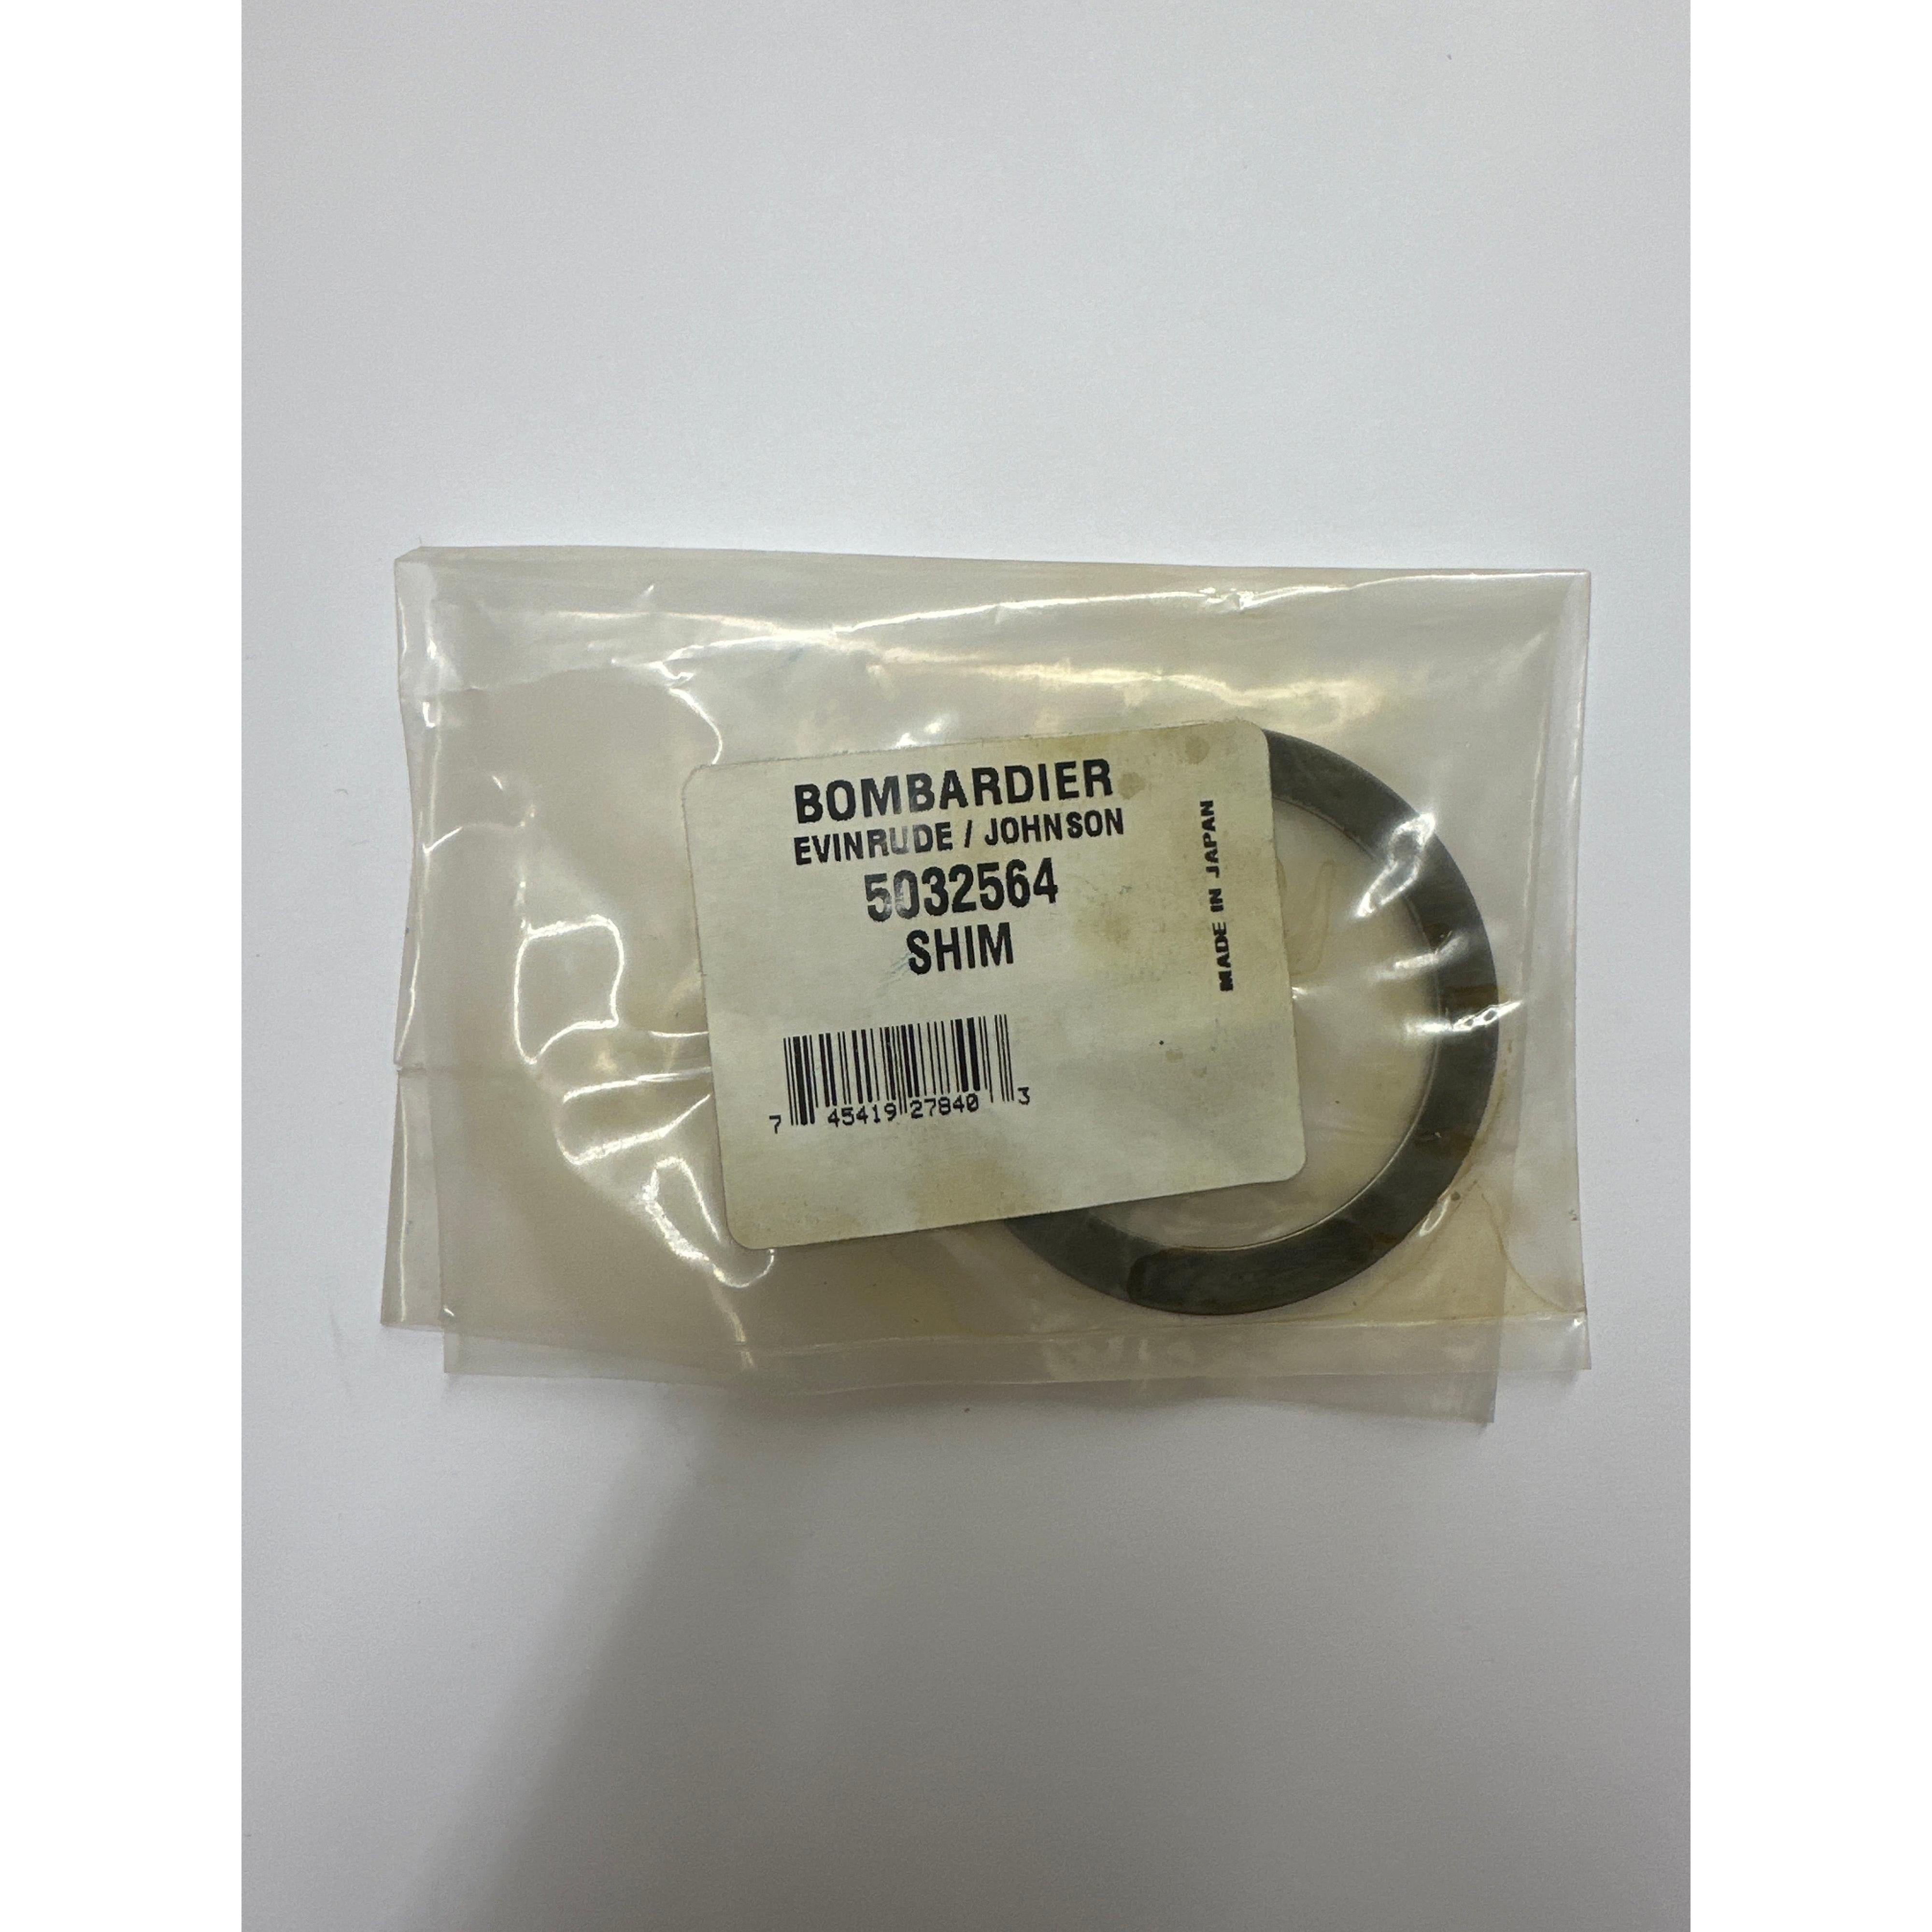 BOMBARDIER
EVINRUDE / JOHNSON
5032564
SHIM
MADE IN JAPAN
7 45419 27840 3